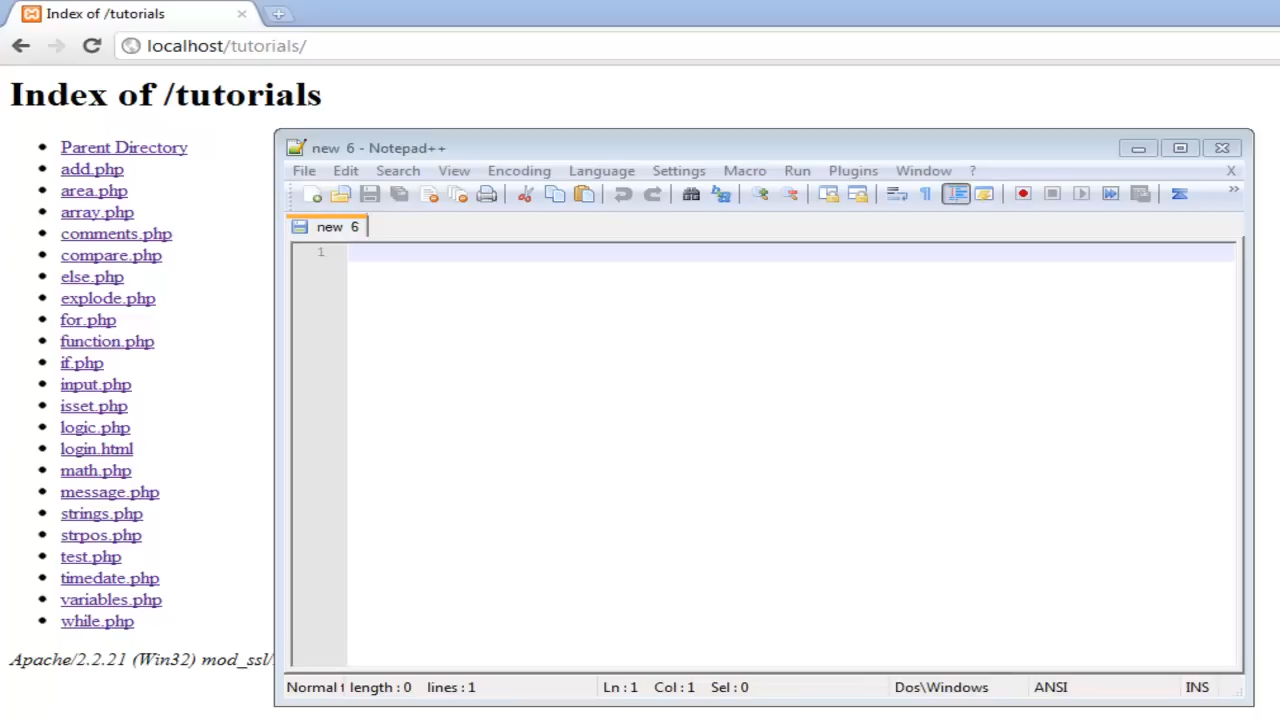 Index of /tutorials
localhost/tutorials/
Index of /tutorials
Parent Directory
add.php
area.php
array.php
comments.php
compare.php
else.php
explode.php
for.php
function.php
if.php
input.php
isset.php
logic.php
login.html
math.php
message.php
strings.php
strpos.php
test.php
timedate.php
variables.php
while.php
Apache/2.2.21 (Win32) mod_ssl/
new 6 - Notepad++
File Edit Search View Encoding Language Settings Macro Run Plugins Window ? X
new 6
1
Normal t length : 0 lines : 1 Ln : 1 Col : 1 Sel : 0 Dos\Windows ANSI INS